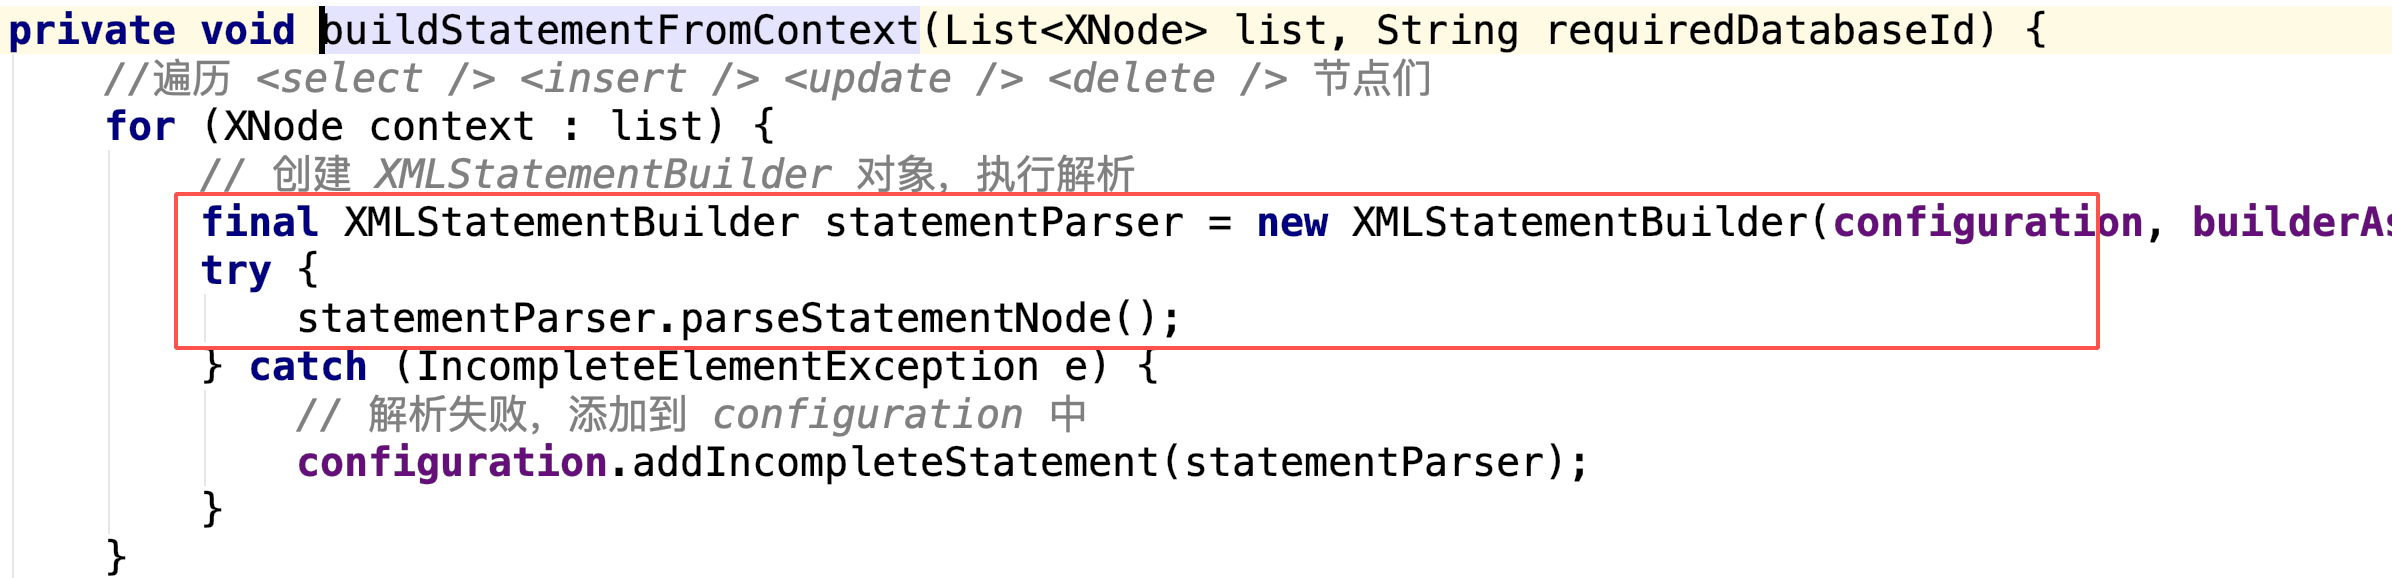 private void buildStatementFromContext(List<XNode> list, String requiredDatabaseId) {
//遍历 <select /> <insert /> <update /> <delete /> 节点们
for (XNode context : list) {
// 创建 XMLStatementBuilder 对象，执行解析
final XMLStatementBuilder statementParser = new XMLStatementBuilder(configuration, builderAs
try {
statementParser.parseStatementNode();
} catch (IncompleteElementException e) {
// 解析失败，添加到 configuration 中
configuration.addIncompleteStatement(statementParser);
}
}